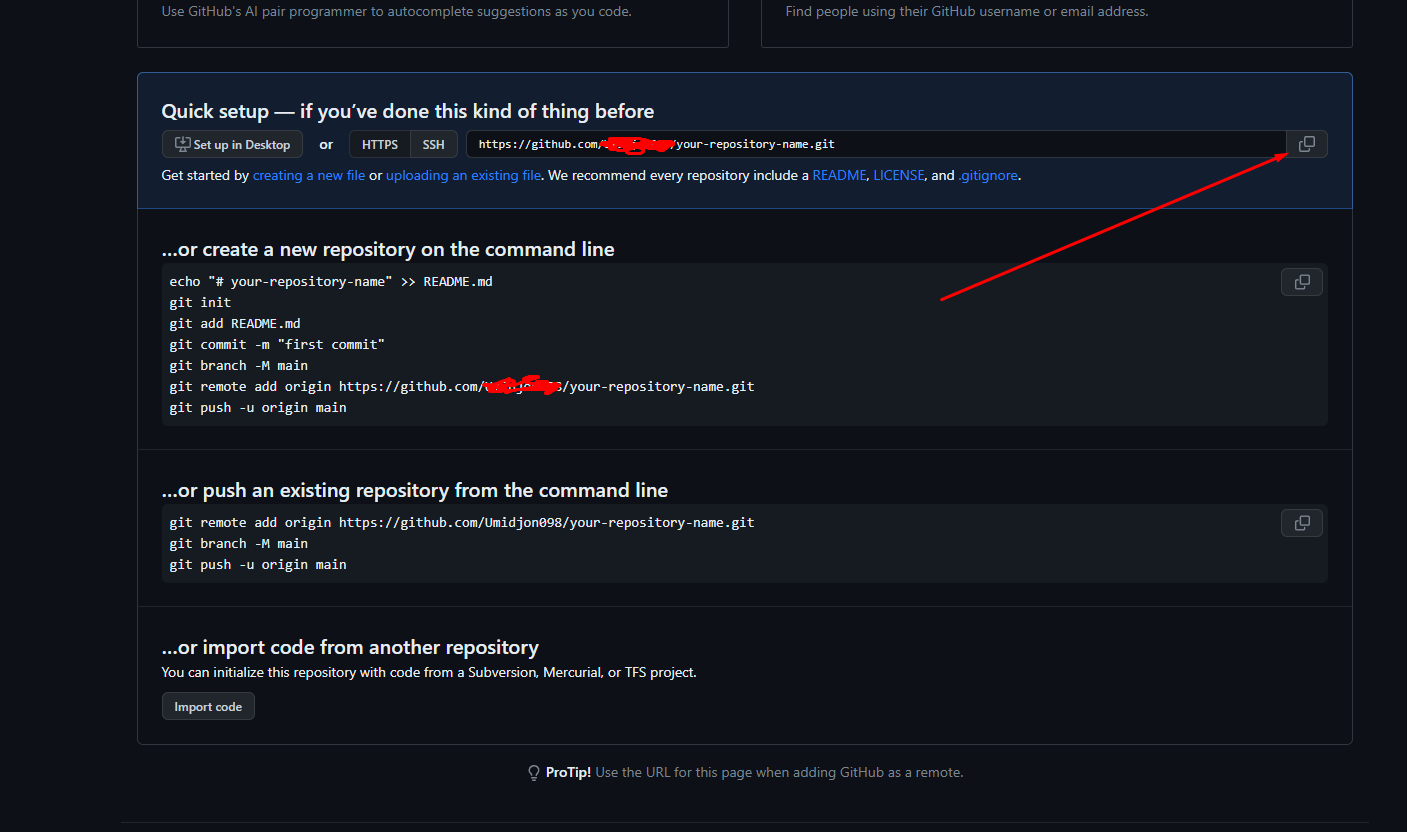 Use GitHub's AI pair programmer to autocomplete suggestions as you code.
Find people using their GitHub username or email address.
Quick setup — if you've done this kind of thing before
Set up in Desktop or HTTPS SSH https://github.com/ /your-repository-name.git
Get started by creating a new file or uploading an existing file. We recommend every repository include a README, LICENSE, and .gitignore.
…or create a new repository on the command line
echo "# your-repository-name" >> README.md
git init
git add README.md
git commit -m "first commit"
git branch -M main
git remote add origin https://github.com/ /your-repository-name.git
git push -u origin main
…or push an existing repository from the command line
git remote add origin https://github.com/Umidjon098/your-repository-name.git
git branch -M main
git push -u origin main
…or import code from another repository
You can initialize this repository with code from a Subversion, Mercurial, or TFS project.
Import code
ProTip! Use the URL for this page when adding GitHub as a remote.